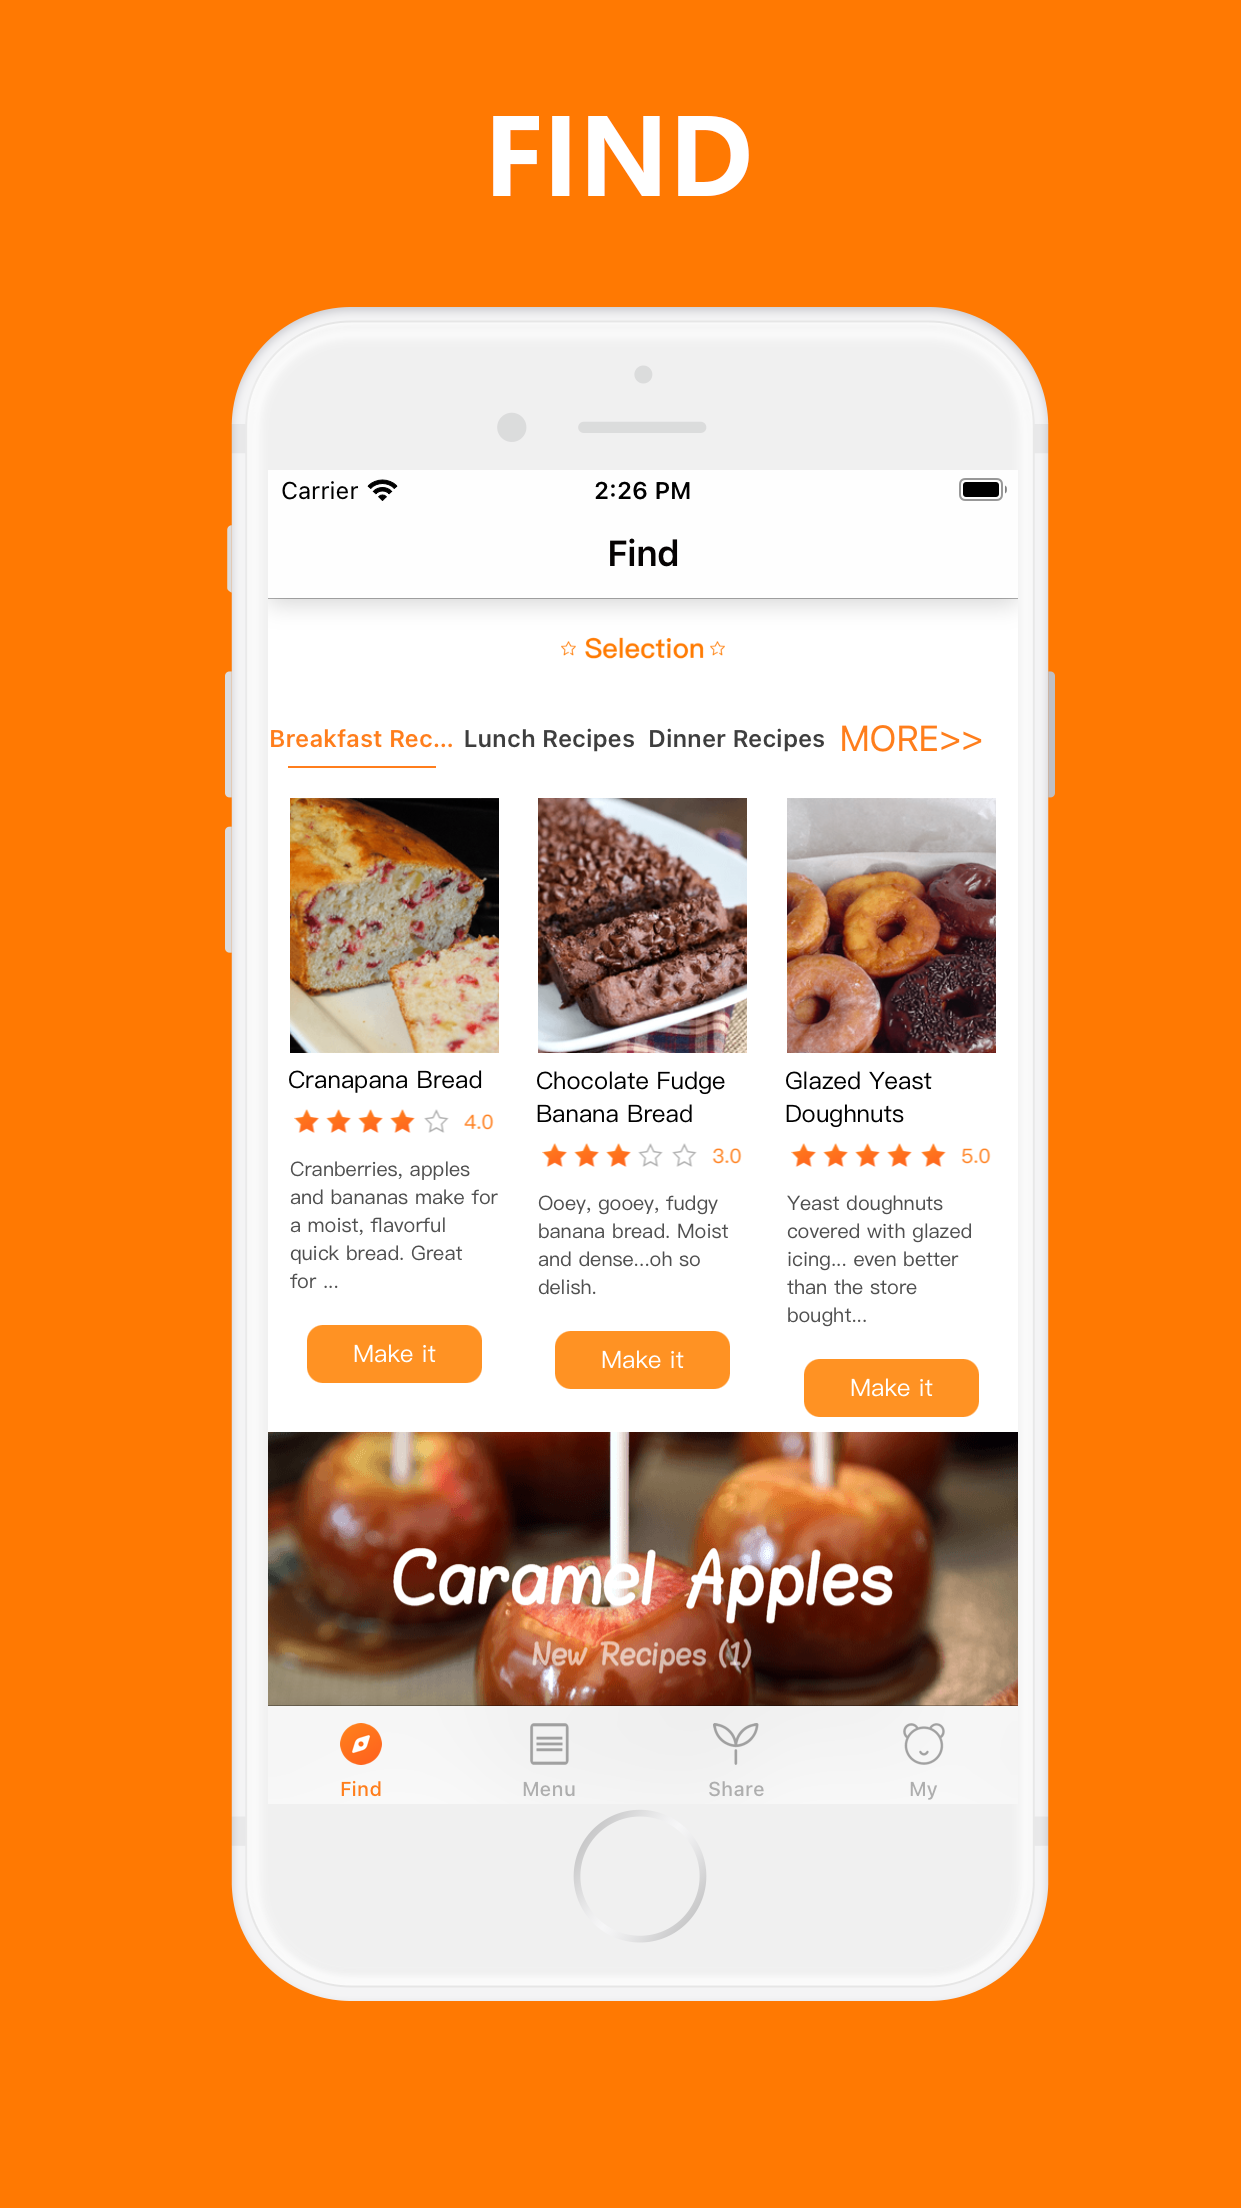 FIND
Carrier 2:26 PM
Find
☆ Selection ☆
Breakfast Rec... Lunch Recipes Dinner Recipes MORE>>
Cranapana Bread
4.0
Cranberries, apples
and bananas make for
a moist, flavorful
quick bread. Great
for ...
Make it
Chocolate Fudge
Banana Bread
3.0
Ooey, gooey, fudgy
banana bread. Moist
and dense...oh so
delish.
Make it
Glazed Yeast
Doughnuts
5.0
Yeast doughnuts
covered with glazed
icing... even better
than the store
bought...
Make it
Caramel Apples
New Recipes (1)
Find Menu Share My